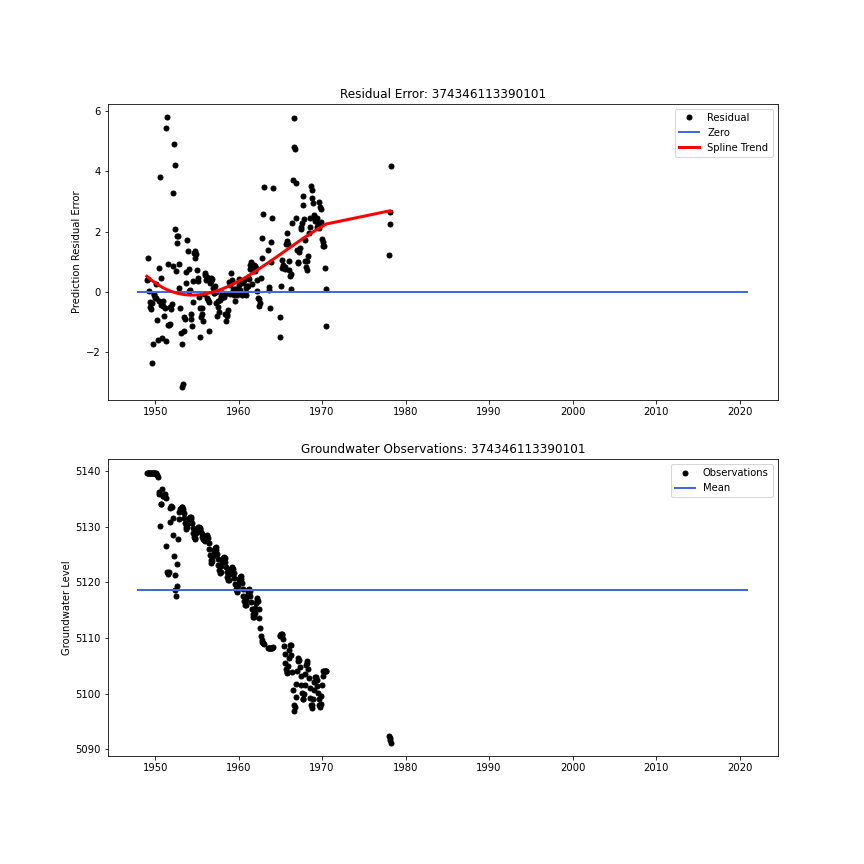 Residual Error: 374346113390101
Prediction Residual Error
6
4
2
0
−2
Residual
Zero
Spline Trend
1950 1960 1970 1980 1990 2000 2010 2020
Groundwater Observations: 374346113390101
Groundwater Level
5140
5130
5120
5110
5100
5090
Observations
Mean
1950 1960 1970 1980 1990 2000 2010 2020